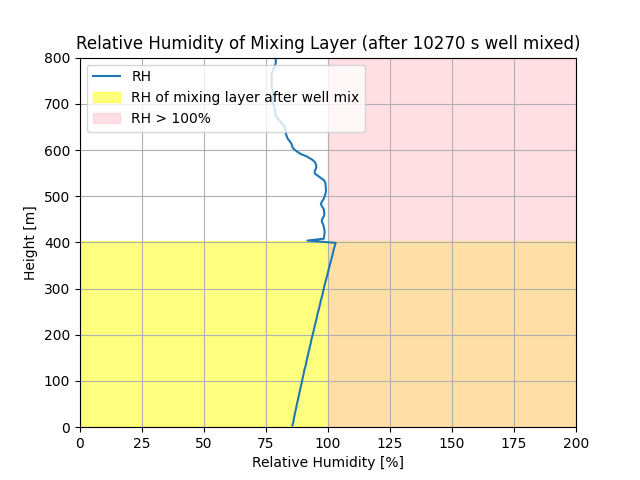 Relative Humidity of Mixing Layer (after 10270 s well mixed)
800
700
600
500
400
300
200
100
0
Height [m]
RH
RH of mixing layer after well mix
RH > 100%
0 25 50 75 100 125 150 175 200
Relative Humidity [%]